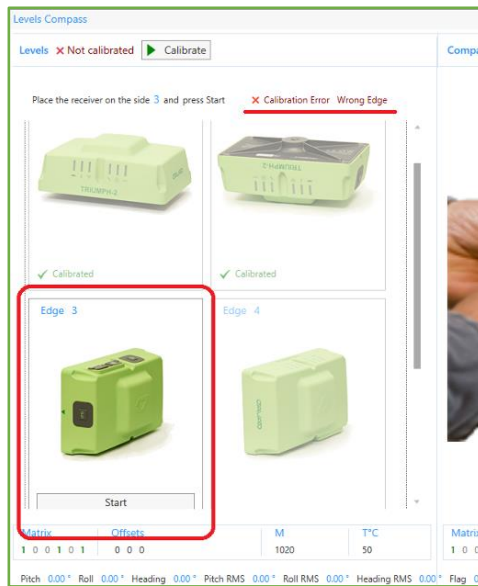 Levels Compass
Levels ✕ Not calibrated Calibrate
Compa
Place the receiver on the side 3 and press Start ✕ Calibration Error Wrong Edge
TRIUMPH-2
TRIUMPH-2
✓ Calibrated ✓ Calibrated
Edge 3 Edge 4
Start
Matrix Offsets M T°C Matrix
1 0 0 1 0 1 0 0 0 1020 50 1 0 0
Pitch 0.00 ° Roll 0.00 ° Heading 0.00 ° Pitch RMS 0.00 ° Roll RMS 0.00 ° Heading RMS 0.00 ° Flag 0